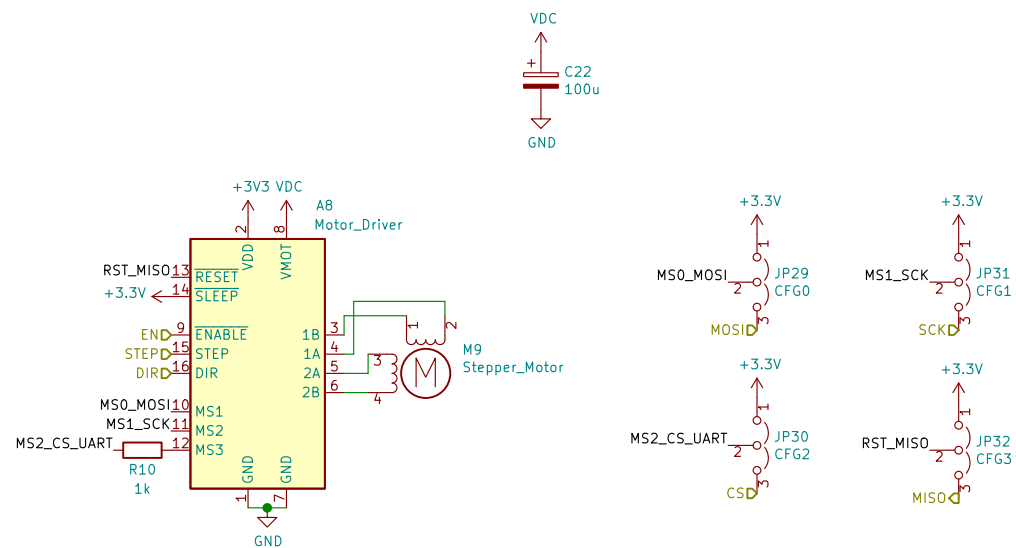 VDC
+
C22
100u
GND
+3V3 VDC
A8
Motor_Driver
2
8
VDD
VMOT
RST_MISO 13 RESET
+3.3V 14 SLEEP
EN 9 ENABLE
STEP 15 STEP
DIR 16 DIR
MS0_MOSI 10 MS1
MS1_SCK 11 MS2
MS2_CS_UART 12 MS3
R10
1k
1B 3
1A 4
2A 5
2B 6
1
2
3
4
M
M9
Stepper_Motor
GND
GND
1
7
GND
+3.3V
1
MS0_MOSI
2
JP29
CFG0
3
MOSI
+3.3V
1
MS1_SCK
2
JP31
CFG1
3
SCK
+3.3V
1
MS2_CS_UART
2
JP30
CFG2
3
CS
+3.3V
1
RST_MISO
2
JP32
CFG3
3
MISO